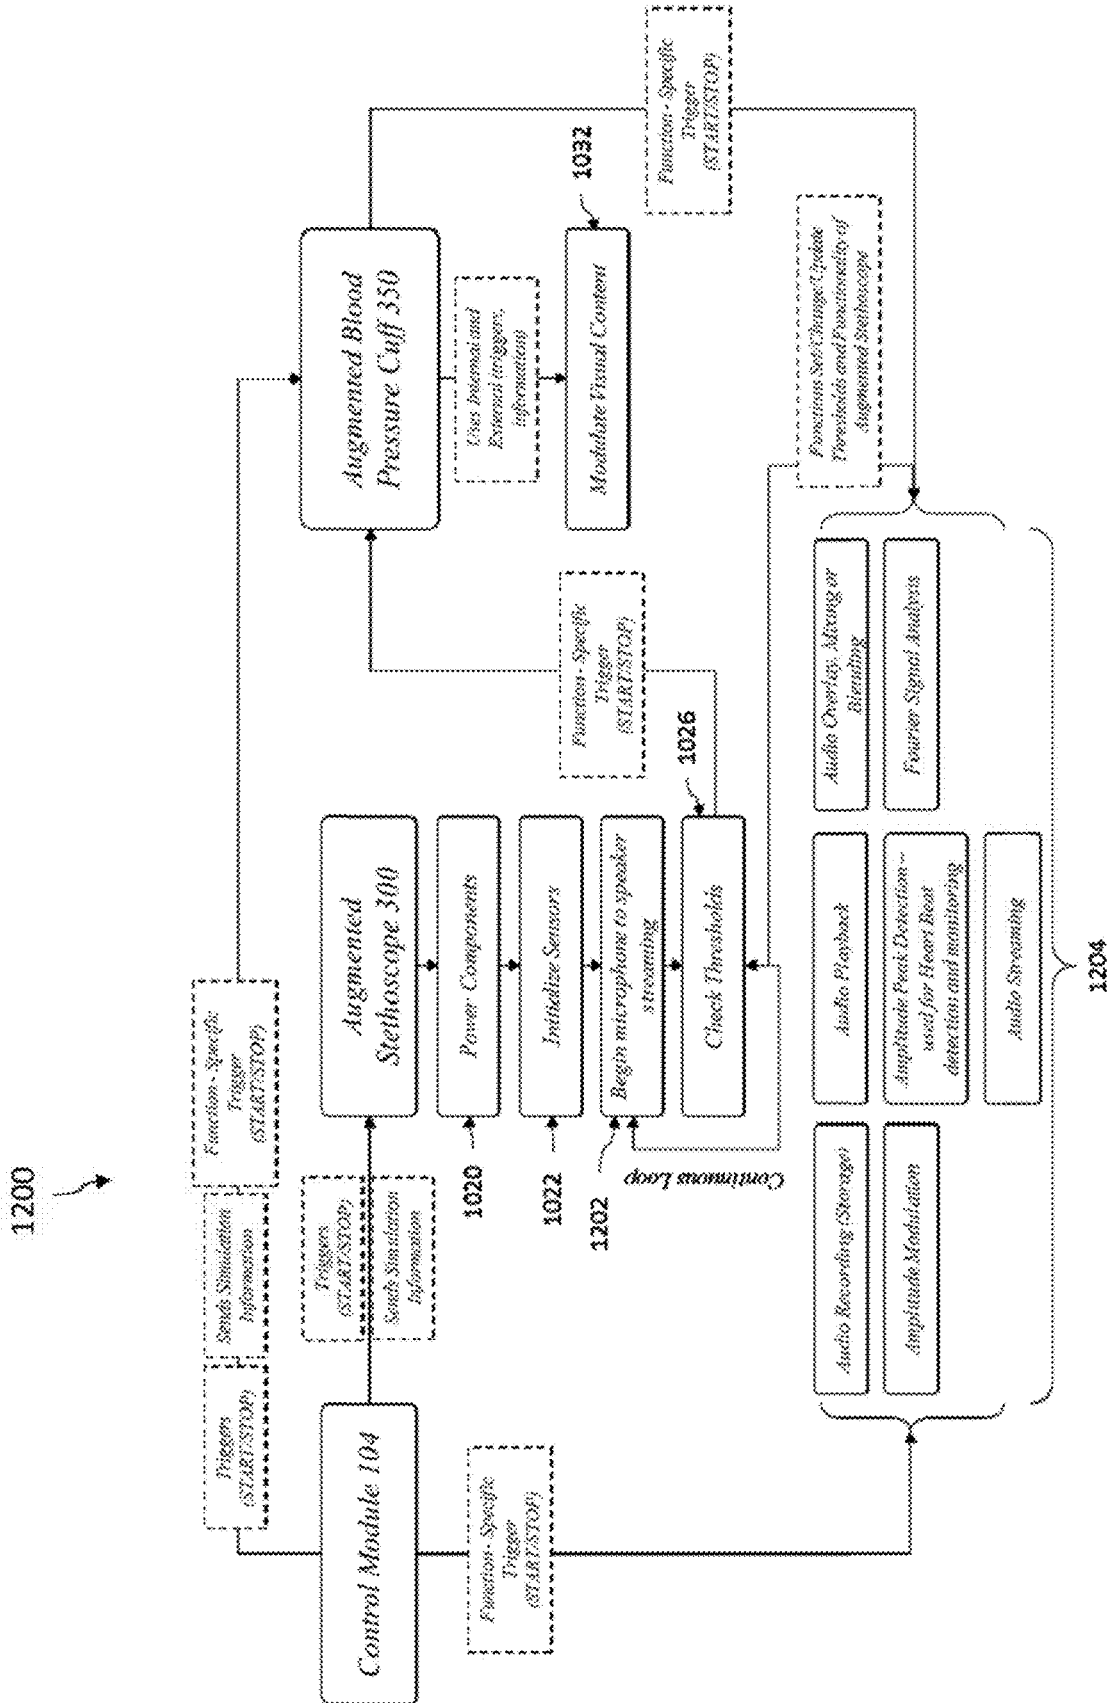 1200
Triggers
(START/STOP)
Sends Simulation
Information
Function - Specific
Trigger
(START/STOP)
Control Module 104
Triggers
(START/STOP)
Sends Simulation
Information
Augmented
Stethoscope 300
Augmented Blood
Pressure Cuff 350
Function - Specific
Trigger
(START/STOP)
1020
Power Components
1022
Initialize Sensors
1202
Begin microphone to speaker
streaming
Check Thresholds
1026
Continuous Loop
Function - Specific
Trigger
(START/STOP)
Uses Internal and
External (triggers,
information)
Modulate Visual Content
1032
Function - Specific
Trigger
(START/STOP)
Functions Set/Change/Update
Thresholds and Functionality of
Augmented Stethoscope
Audio Recording (Storage)
Audio Playback
Audio Overlay, Mixing or
Blending
Amplitude Modulation
Amplitude Peak Detection –
used for Heart Beat
detection and monitoring
Fourier Signal Analysis
Audio Streaming
1204